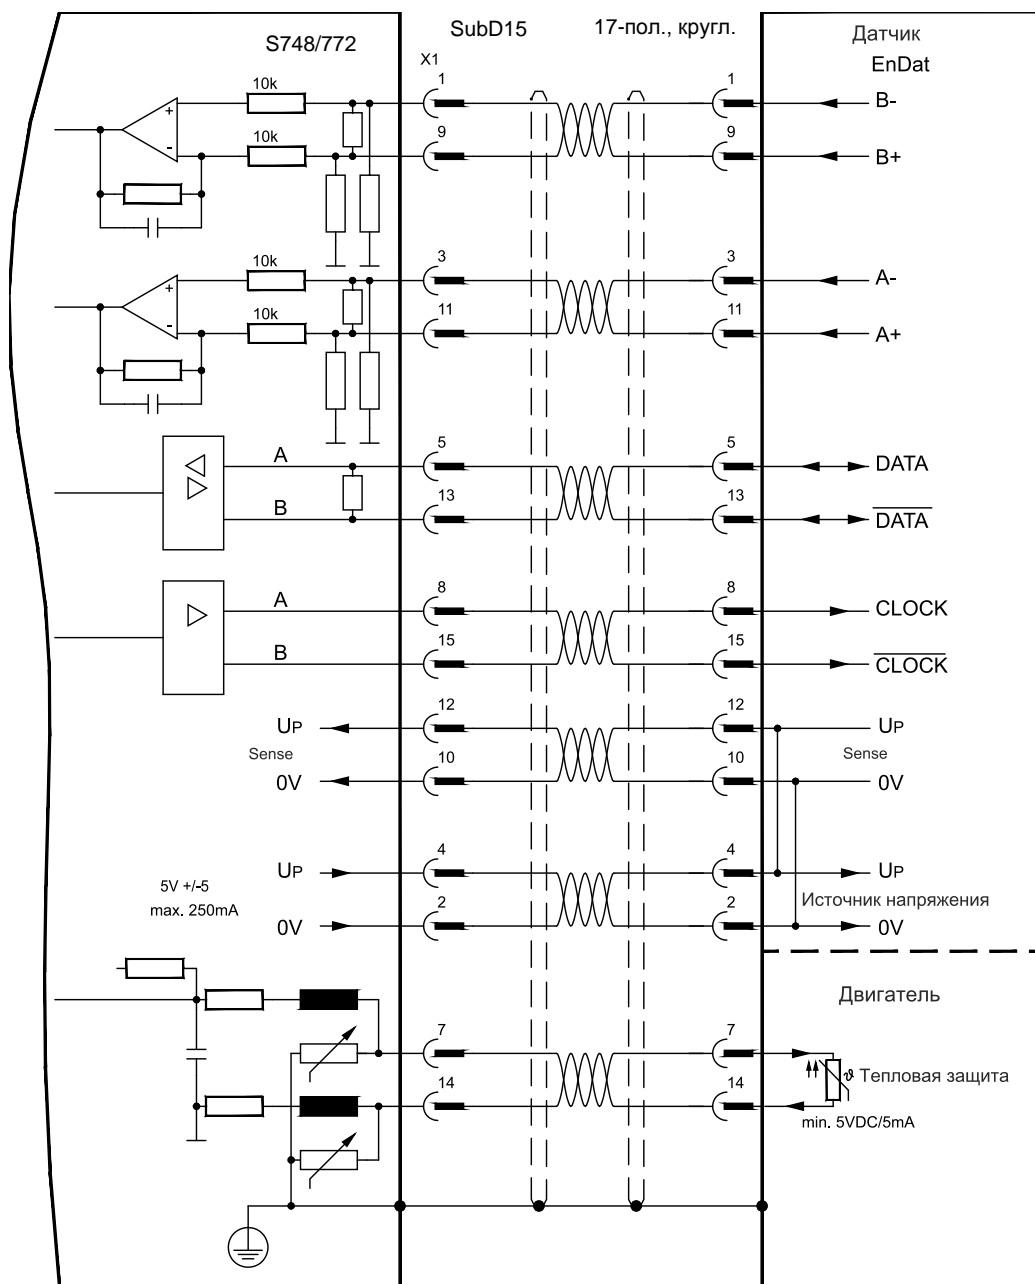 S748/772
SubD15
17-пол., кругл.
Датчик
EnDat
X1
10k
1
1
B-
+
10k
9
9
B+
-
10k
3
3
A-
+
10k
11
11
A+
-
A
5
5
DATA
B
13
13
DATA
A
8
8
CLOCK
B
15
15
CLOCK
UP
12
12
UP
Sense
Sense
0V
10
10
0V
UP
4
4
UP
5V +/-5
max. 250mA
Источник напряжения
0V
2
2
0V
Двигатель
7
7
14
14
ϑ Тепловая защита
min. 5VDC/5mA